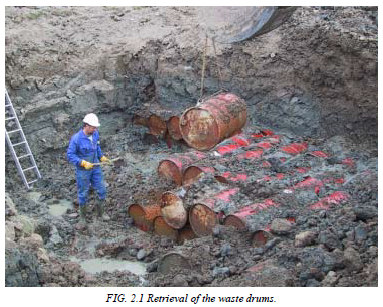 FIG. 2.1 Retrieval of the waste drums.